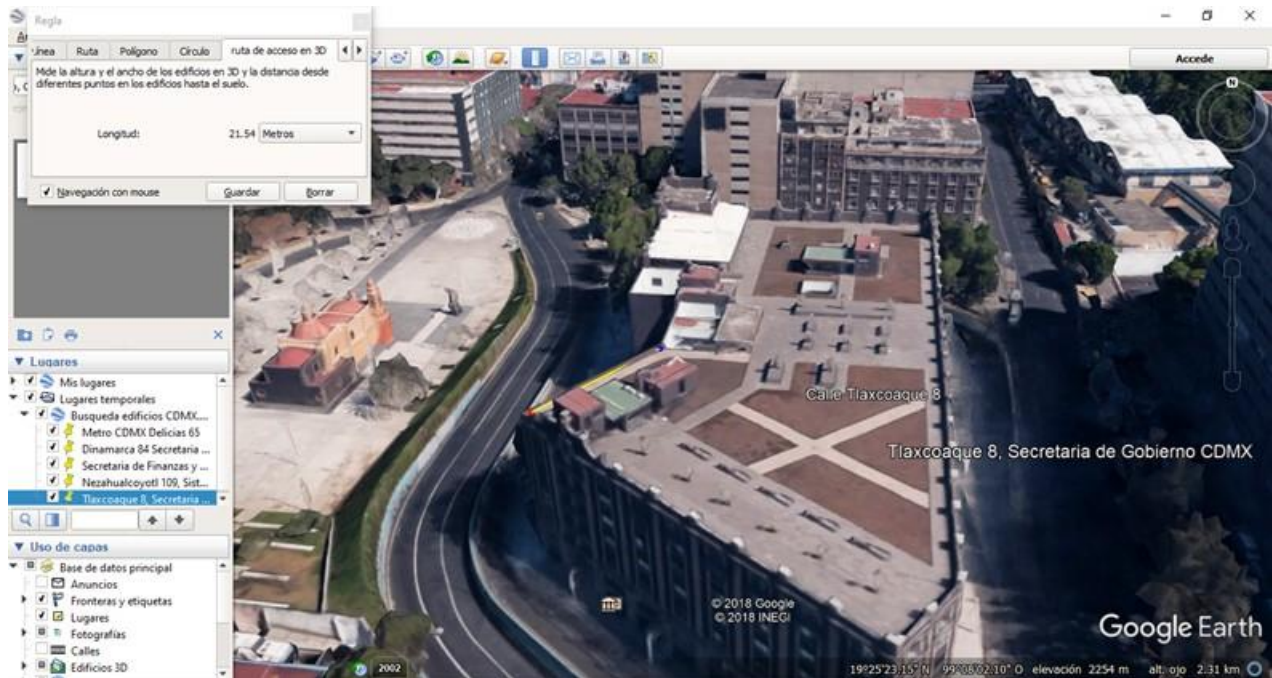 Regla
Línea Ruta Polígono Círculo ruta de acceso en 3D
Mide la altura y el ancho de los edificios en 3D y la distancia desde
diferentes puntos en los edificios hasta el suelo.
Longitud: 21.54 Metros
Navegación con mouse Guardar Borrar
Accede
N
Calle Tlaxcoaque 8
Tlaxcoaque 8, Secretaria de Gobierno CDMX
Lugares
Mis lugares
Lugares temporales
Busqueda edificios CDMX....
Metro CDMX Delicias 65
Dinamarca 84 Secretaria ...
Secretaria de Finanzas y ...
Nezahualcoyotl 109, Sist...
Tlaxcoaque 8, Secretaria ...
Uso de capas
Base de datos principal
Anuncios
Fronteras y etiquetas
Lugares
Fotografías
Calles
Edificios 3D
© 2018 Google
© 2018 INEGI
Google Earth
2002
19°25'23.15" N 99°08'02.10" O elevación 2254 m alt. ojo 2.31 km